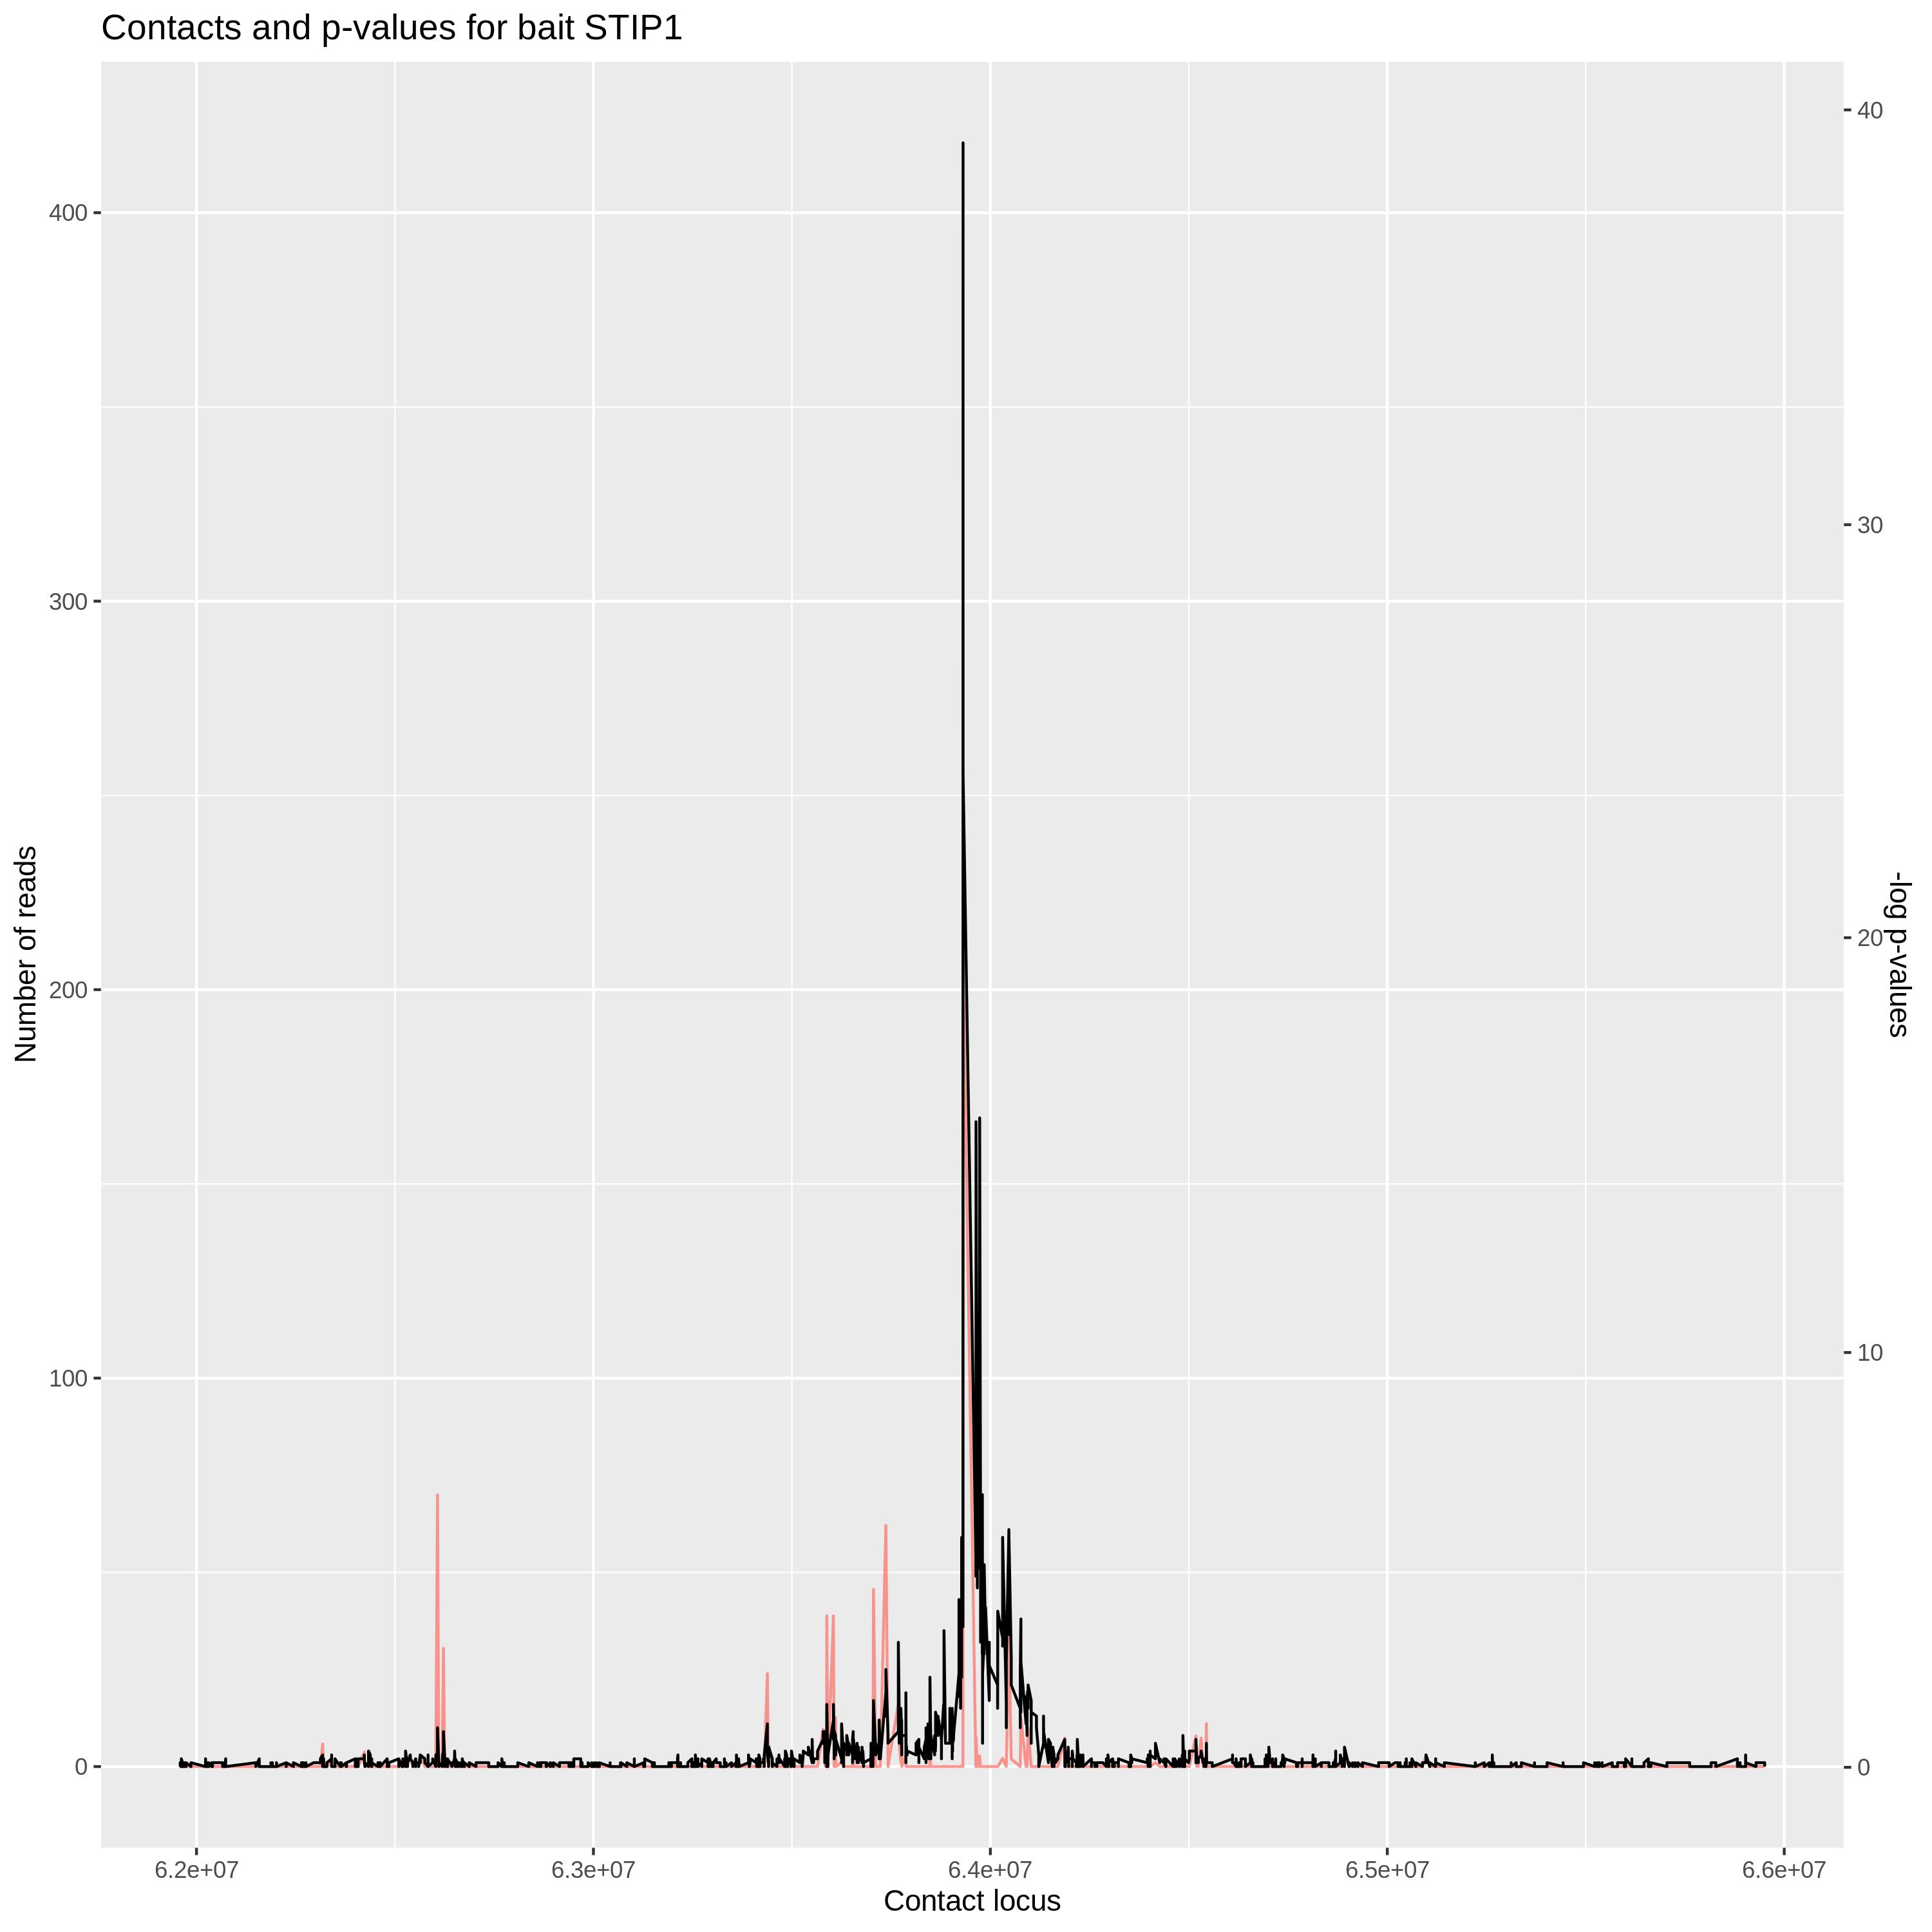 Contacts and p-values for bait STIP1
40
400
30
300
Number of reads
-log p-values
20
200
10
100
0
0
6.2e+07
6.3e+07
6.4e+07
6.5e+07
6.6e+07
Contact locus